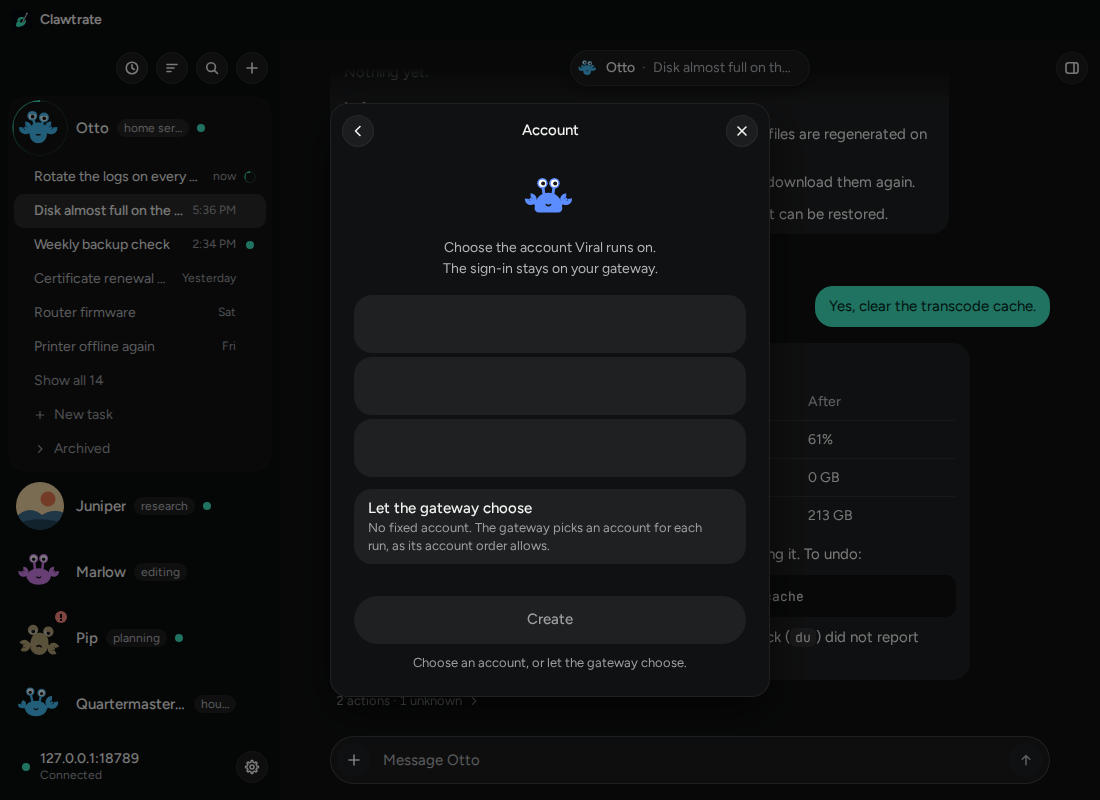 Clawtrate
Otto
home ser...
Rotate the logs on every ...
now
Disk almost full on the ...
5:36 PM
Weekly backup check
2:34 PM
Certificate renewal ...
Yesterday
Router firmware
Sat
Printer offline again
Fri
Show all 14
New task
Archived
Juniper
research
Marlow
editing
!
Pip
planning
Quartermaster...
hou...
127.0.0.1:18789
Connected
Nothing yet.
Otto · Disk almost full on th...
files are regenerated on
download them again.
t can be restored.
Yes, clear the transcode cache.
After
61%
0 GB
213 GB
ng it. To undo:
cache
ck ( du ) did not report
2 actions · 1 unknown
Message Otto
Account
Choose the account Viral runs on.
The sign-in stays on your gateway.
Let the gateway choose
No fixed account. The gateway picks an account for each
run, as its account order allows.
Create
Choose an account, or let the gateway choose.